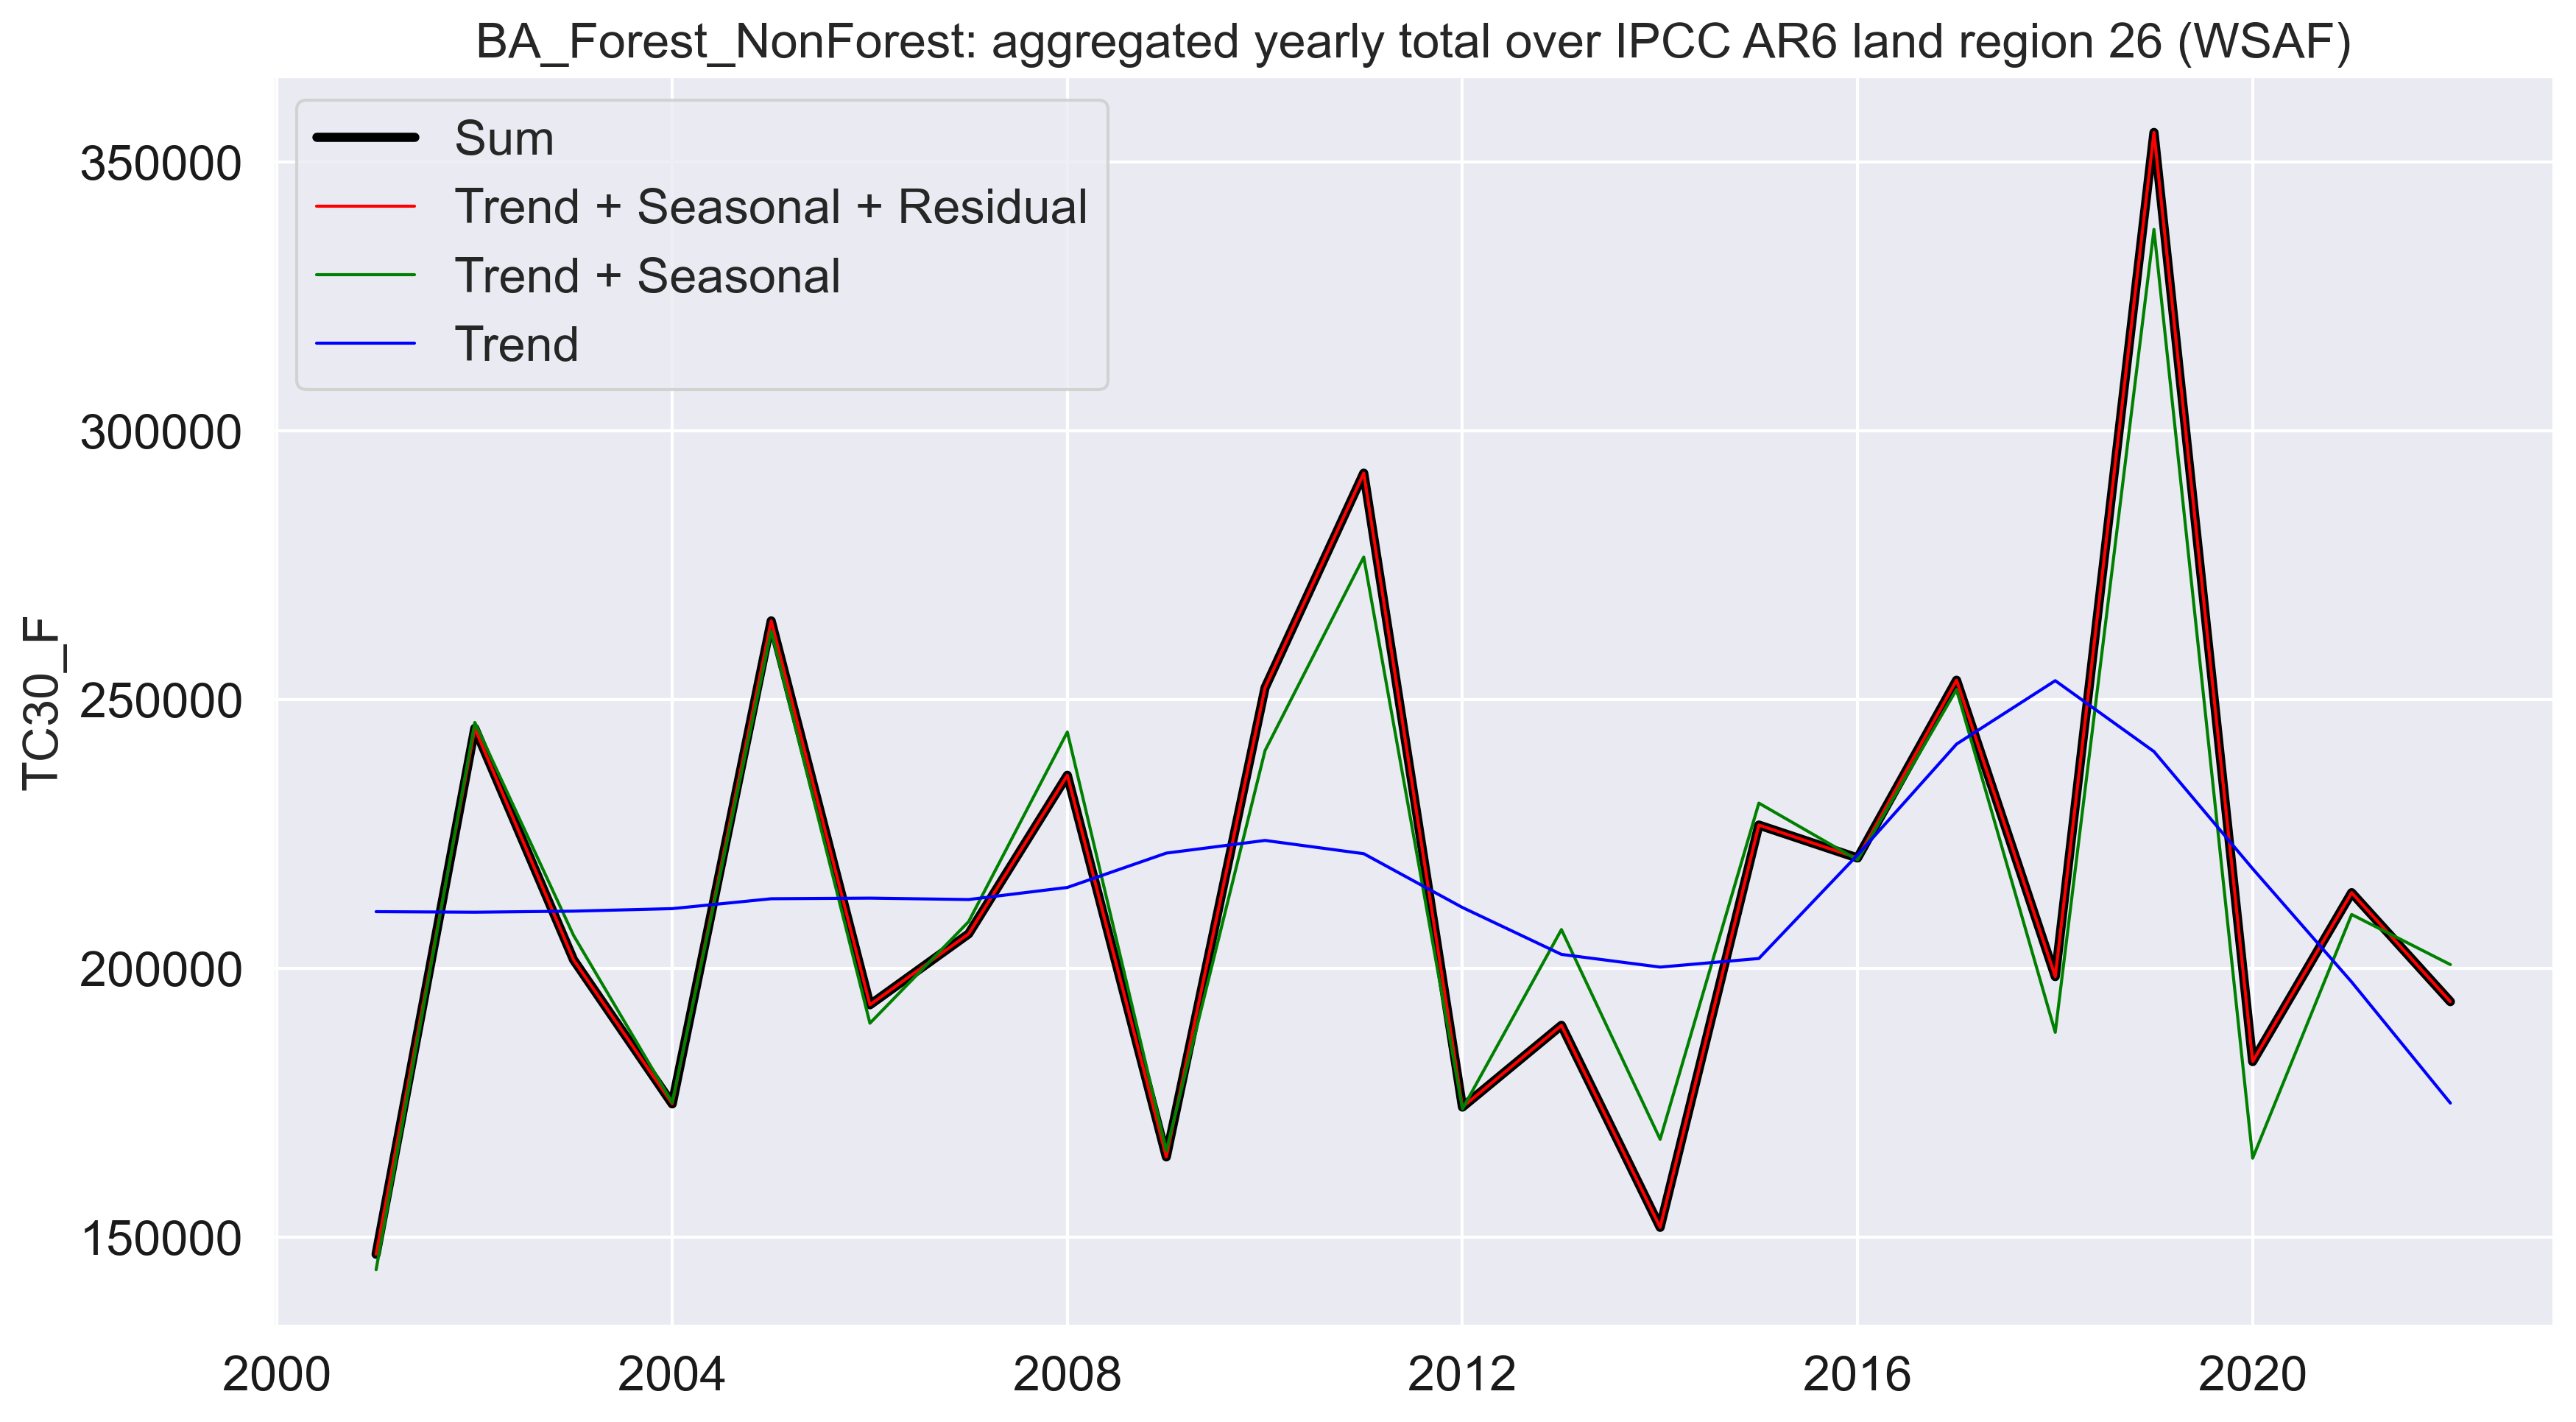 BA_Forest_NonForest: aggregated yearly total over IPCC AR6 land region 26 (WSAF)
Sum
Trend + Seasonal + Residual
Trend + Seasonal
Trend
350000
300000
250000
200000
150000
TC30_F
2000
2004
2008
2012
2016
2020